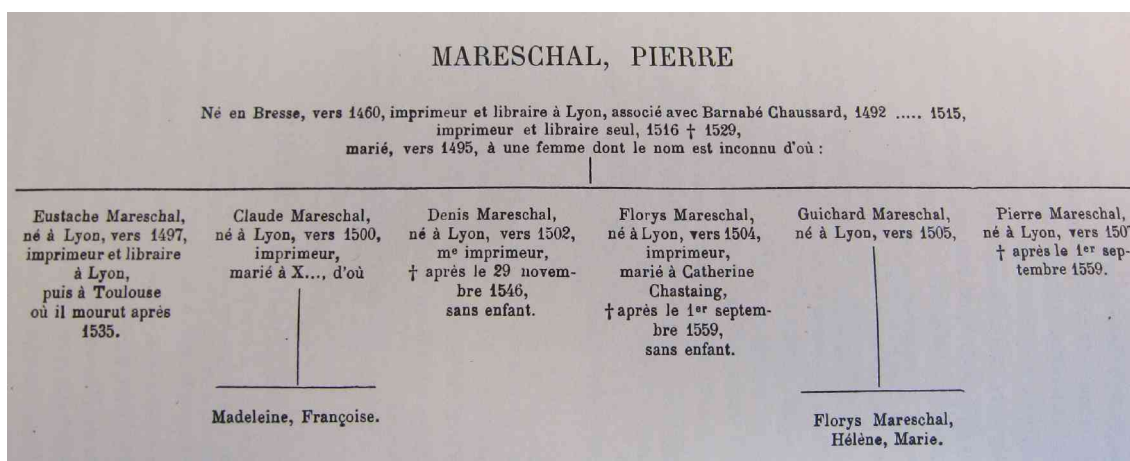 MARESCHAL, PIERRE
Né en Bresse, vers 1460, imprimeur et libraire à Lyon, associé avec Barnabé Chaussard, 1492 ..... 1515,
imprimeur et libraire seul, 1516 † 1529,
marié, vers 1495, à une femme dont le nom est inconnu d'où :
Eustache Mareschal,
né à Lyon, vers 1497,
imprimeur et libraire
à Lyon,
puis à Toulouse
où il mourut après
1535.
Claude Mareschal,
né à Lyon, vers 1500,
imprimeur,
marié à X..., d'où
Madeleine, Françoise.
Denis Mareschal,
né à Lyon, vers 1502,
me imprimeur,
† après le 29 novem-
bre 1546,
sans enfant.
Florys Mareschal,
né à Lyon, vers 1504,
imprimeur,
marié à Catherine
Chastaing,
† après le 1er septem-
bre 1559,
sans enfant.
Guichard Mareschal,
né à Lyon, vers 1505,
Florys Mareschal,
Hélène, Marie.
Pierre Mareschal,
né à Lyon, vers
† après le 1er sep-
tembre 1559.